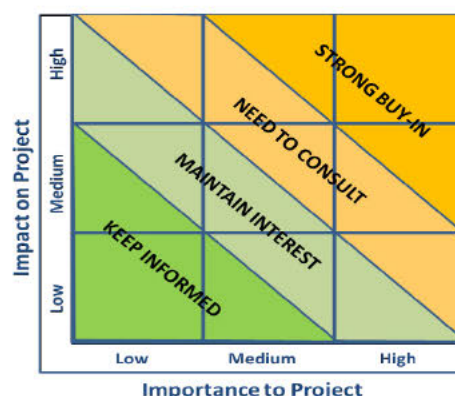 STRONG BUY-IN
NEED TO CONSULT
MAINTAIN INTEREST
KEEP INFORMED
Impact on Project
High
Medium
Low
Low Medium High
Importance to Project